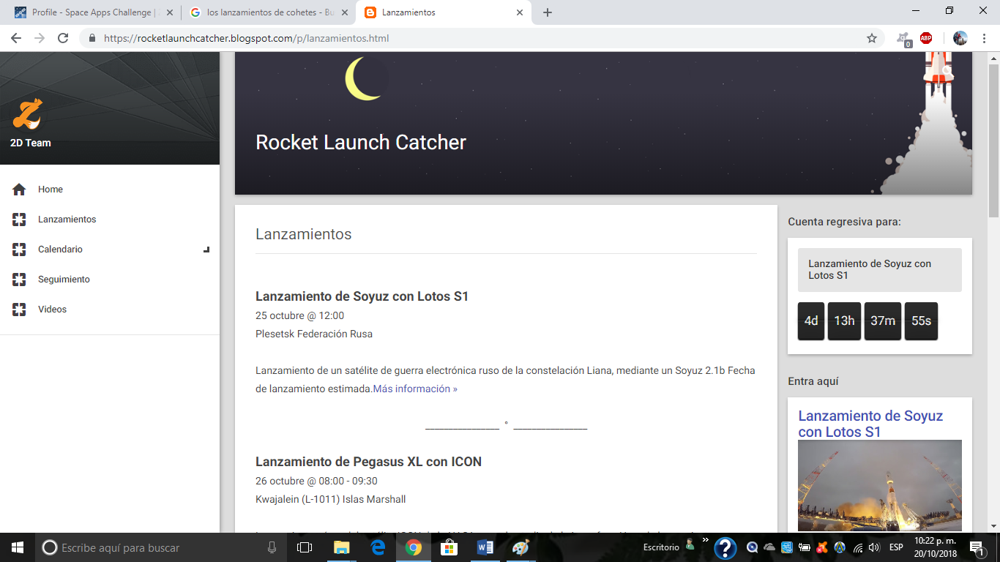 Profile - Space Apps Challenge |
los lanzamientos de cohetes - Bu
Lanzamientos
https://rocketlaunchcatcher.blogspot.com/p/lanzamientos.html
0
ABP
2D Team
Home
Lanzamientos
Calendario
Seguimiento
Videos
Rocket Launch Catcher
Lanzamientos
Lanzamiento de Soyuz con Lotos S1
25 octubre @ 12:00
Plesetsk Federación Rusa
Lanzamiento de un satélite de guerra electrónica ruso de la constelación Liana, mediante un Soyuz 2.1b Fecha
de lanzamiento estimada.Más información »
________________ ° ________________
Lanzamiento de Pegasus XL con ICON
26 octubre @ 08:00 - 09:30
Kwajalein (L-1011) Islas Marshall
Cuenta regresiva para:
Lanzamiento de Soyuz con
Lotos S1
4d 13h 37m 55s
Entra aquí
Lanzamiento de Soyuz
con Lotos S1
Escribe aquí para buscar
Escritorio
»
ESP
10:22 p. m.
20/10/2018
1